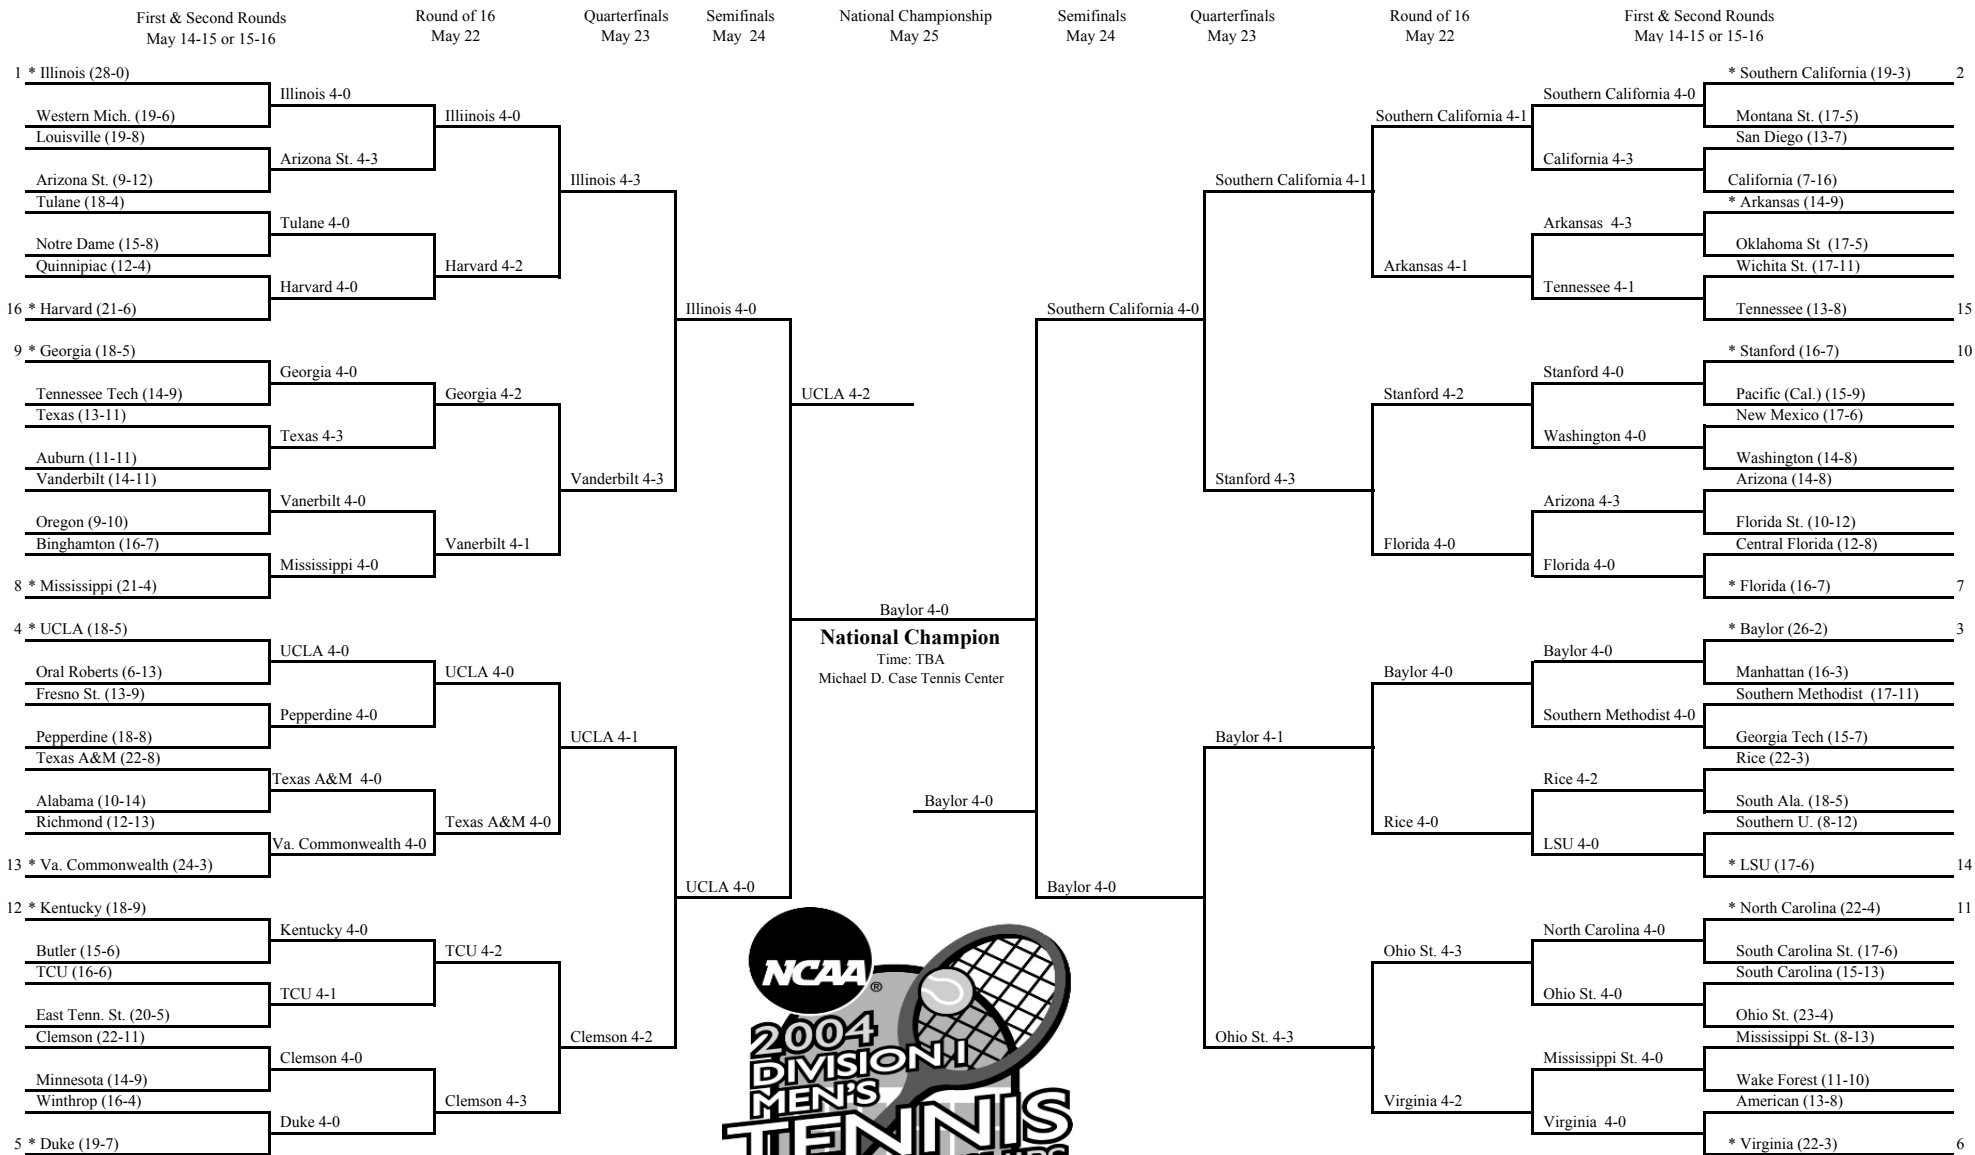 First & Second Rounds
May 14-15 or 15-16
Round of 16
May 22
Quarterfinals
May 23
Semifinals
May 24
National Championship
May 25
Semifinals
May 24
Quarterfinals
May 23
Round of 16
May 22
First & Second Rounds
May 14-15 or 15-16
1 * Illinois (28-0)
Western Mich. (19-6)
Louisville (19-8)
Arizona St. (9-12)
Tulane (18-4)
Notre Dame (15-8)
Quinnipiac (12-4)
16 * Harvard (21-6)
9 * Georgia (18-5)
Tennessee Tech (14-9)
Texas (13-11)
Auburn (11-11)
Vanderbilt (14-11)
Oregon (9-10)
Binghamton (16-7)
8 * Mississippi (21-4)
4 * UCLA (18-5)
Oral Roberts (6-13)
Fresno St. (13-9)
Pepperdine (18-8)
Texas A&M (22-8)
Alabama (10-14)
Richmond (12-13)
13 * Va. Commonwealth (24-3)
12 * Kentucky (18-9)
Butler (15-6)
TCU (16-6)
East Tenn. St. (20-5)
Clemson (22-11)
Minnesota (14-9)
Winthrop (16-4)
5 * Duke (19-7)
Illinois 4-0
Arizona St. 4-3
Tulane 4-0
Harvard 4-0
Georgia 4-0
Texas 4-3
Vanerbilt 4-0
Mississippi 4-0
UCLA 4-0
Pepperdine 4-0
Texas A&M 4-0
Va. Commonwealth 4-0
Kentucky 4-0
TCU 4-1
Clemson 4-0
Duke 4-0
Illiinois 4-0
Harvard 4-2
Georgia 4-2
Vanerbilt 4-1
UCLA 4-0
Texas A&M 4-0
TCU 4-2
Clemson 4-3
Illinois 4-3
Vanderbilt 4-3
UCLA 4-1
Clemson 4-2
Illinois 4-0
UCLA 4-0
UCLA 4-2
Baylor 4-0
National Champion
Time: TBA
Michael D. Case Tennis Center
Baylor 4-0
Southern California 4-0
Baylor 4-0
Southern California 4-1
Stanford 4-3
Baylor 4-1
Ohio St. 4-3
Southern California 4-1
Arkansas 4-1
Stanford 4-2
Florida 4-0
Baylor 4-0
Rice 4-0
Ohio St. 4-3
Virginia 4-2
Southern California 4-0
California 4-3
Arkansas 4-3
Tennessee 4-1
Stanford 4-0
Washington 4-0
Arizona 4-3
Florida 4-0
Baylor 4-0
Southern Methodist 4-0
Rice 4-2
LSU 4-0
North Carolina 4-0
Ohio St. 4-0
Mississippi St. 4-0
Virginia 4-0
* Southern California (19-3) 2
Montana St. (17-5)
San Diego (13-7)
California (7-16)
* Arkansas (14-9)
Oklahoma St (17-5)
Wichita St. (17-11)
Tennessee (13-8) 15
* Stanford (16-7) 10
Pacific (Cal.) (15-9)
New Mexico (17-6)
Washington (14-8)
Arizona (14-8)
Florida St. (10-12)
Central Florida (12-8)
* Florida (16-7) 7
* Baylor (26-2) 3
Manhattan (16-3)
Southern Methodist (17-11)
Georgia Tech (15-7)
Rice (22-3)
South Ala. (18-5)
Southern U. (8-12)
* LSU (17-6) 14
* North Carolina (22-4) 11
South Carolina St. (17-6)
South Carolina (15-13)
Ohio St. (23-4)
Mississippi St. (8-13)
Wake Forest (11-10)
American (13-8)
* Virginia (22-3) 6
NCAA
®
2004
DIVISION I
MEN'S
TENNIS